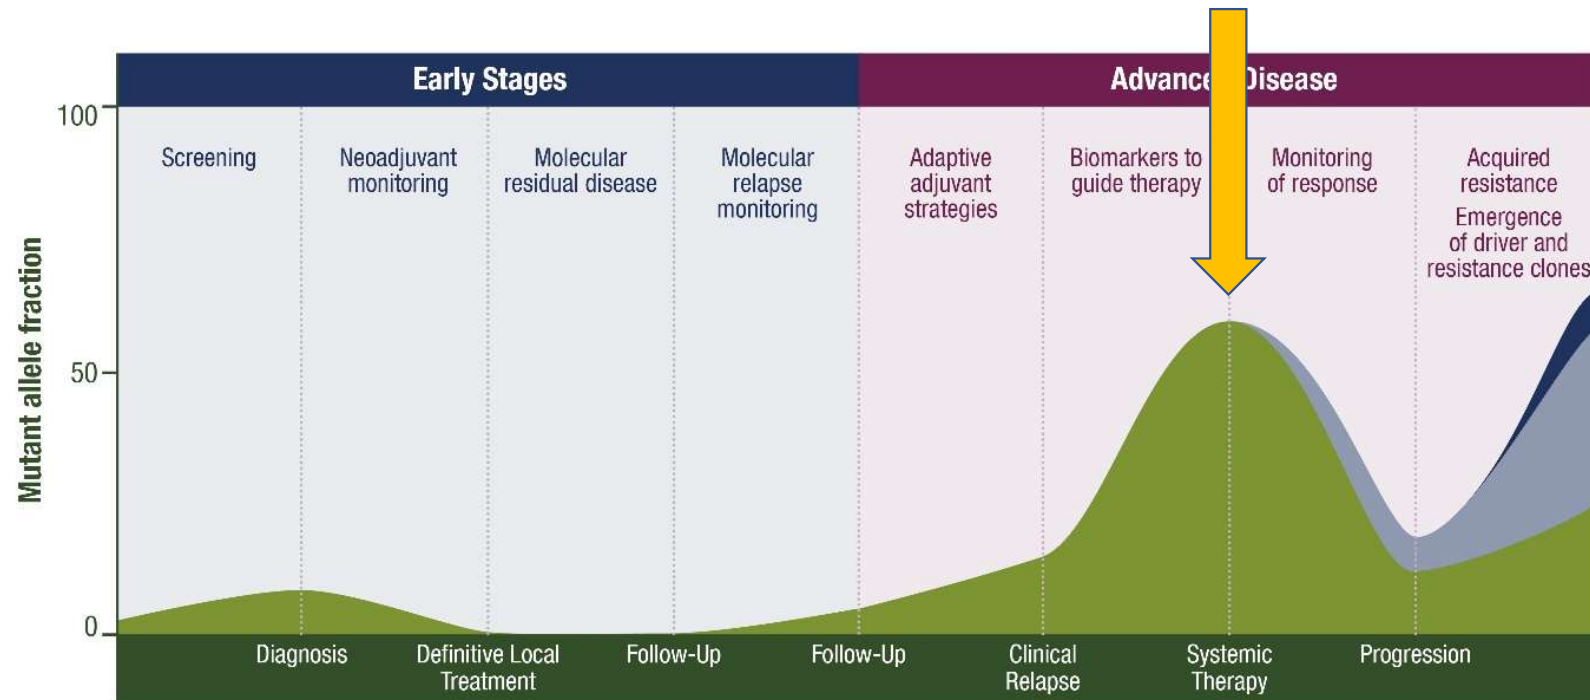 Early Stages
Advance Disease
Mutant allele fraction
100
50
0
Screening
Neoadjuvant
monitoring
Molecular
residual disease
Molecular
relapse
monitoring
Adaptive
adjuvant
strategies
Biomarkers to
guide therapy
Monitoring
of response
Acquired
resistance
Emergence
of driver and
resistance clones
Diagnosis
Definitive Local
Treatment
Follow-Up
Follow-Up
Clinical
Relapse
Systemic
Therapy
Progression